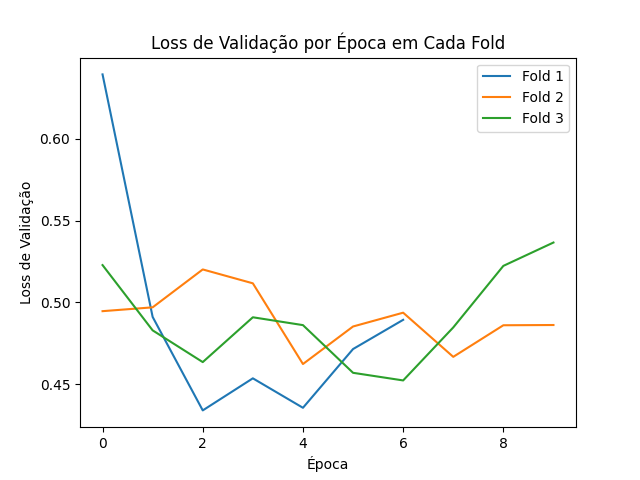 Loss de Validação por Época em Cada Fold
Fold 1
Fold 2
Fold 3
0.60
0.55
0.50
0.45
Loss de Validação
0 2 4 6 8
Época